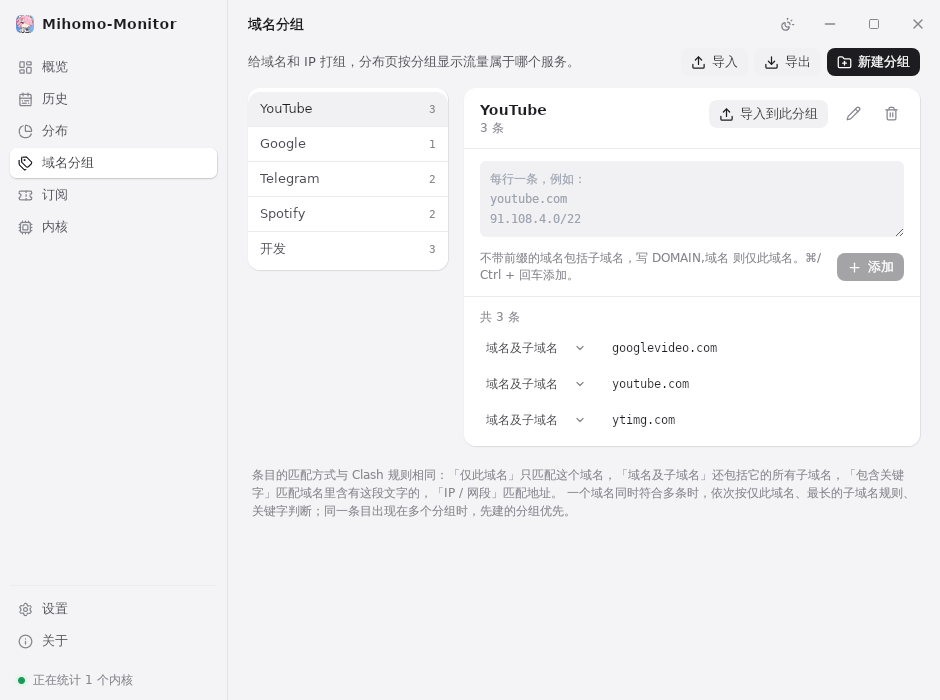 Mihomo-Monitor
概览
历史
分布
域名分组
订阅
内核
设置
关于
正在统计 1 个内核
域名分组
给域名和 IP 打组，分布页按分组显示流量属于哪个服务。
导入
导出
新建分组
YouTube 3
Google 1
Telegram 2
Spotify 2
开发 3
YouTube
3 条
导入到此分组
每行一条，例如：
youtube.com
91.108.4.0/22
不带前缀的域名包括子域名，写 DOMAIN,域名 则仅此域名。⌘/
Ctrl + 回车添加。
添加
共 3 条
域名及子域名 googlevideo.com
域名及子域名 youtube.com
域名及子域名 ytimg.com
条目的匹配方式与 Clash 规则相同：「仅此域名」只匹配这个域名，「域名及子域名」还包括它的所有子域名，「包含关键
字」匹配域名里含有这段文字的，「IP / 网段」匹配地址。 一个域名同时符合多条时，依次按仅此域名、最长的子域名规则、
关键字判断；同一条目出现在多个分组时，先建的分组优先。